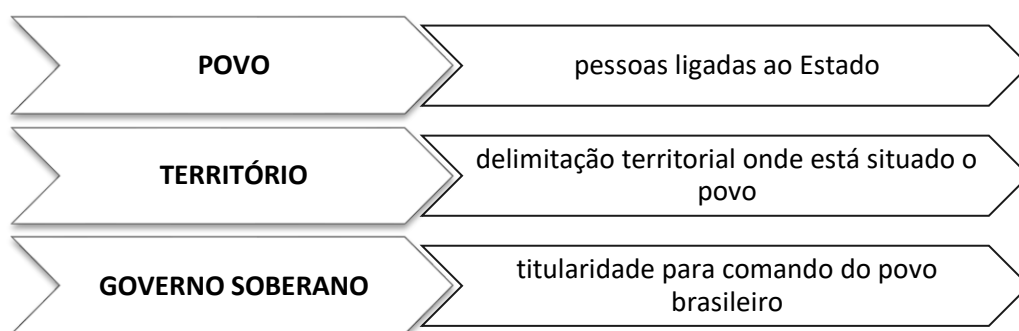 POVO
pessoas ligadas ao Estado
TERRITÓRIO
delimitação territorial onde está situado o
povo
GOVERNO SOBERANO
titularidade para comando do povo
brasileiro